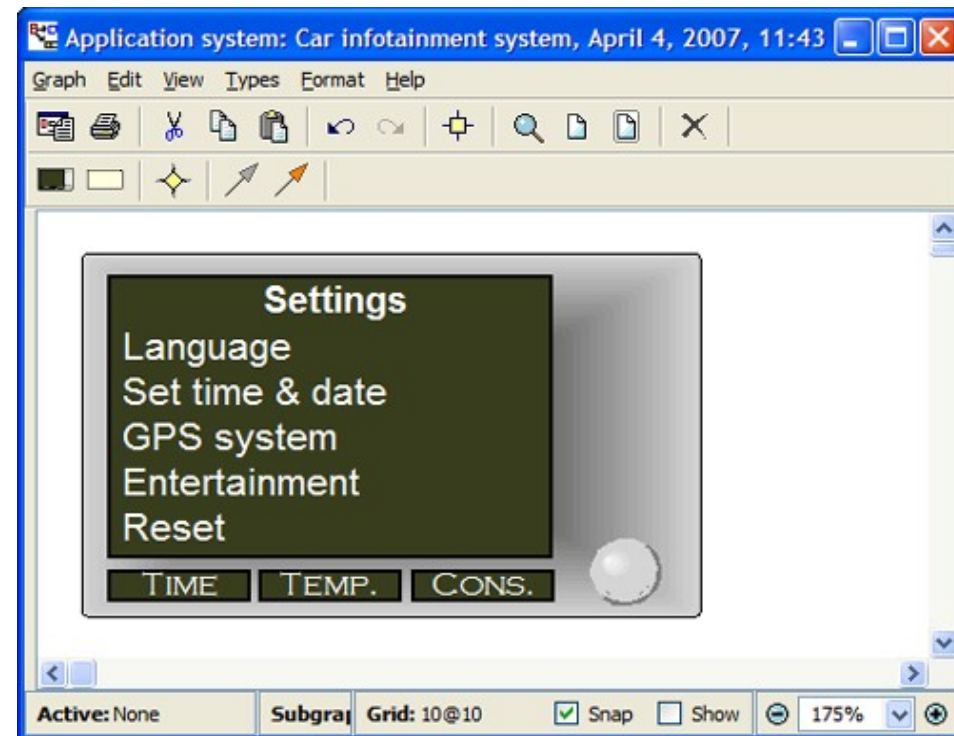 Application system: Car infotainment system, April 4, 2007, 11:43
Graph Edit View Types Format Help
Settings
Language
Set time & date
GPS system
Entertainment
Reset
TIME TEMP. CONS.
Active: None Subgra Grid: 10@10 Snap Show 175%